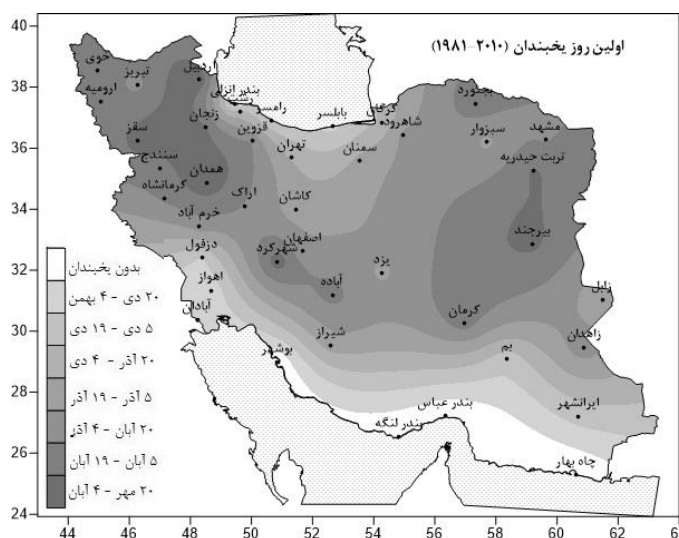 اولین روز یخبندان (۲۰۱۰-۱۹۸۱)
40
38
36
34
32
30
28
26
24
44
46
48
50
52
54
56
58
60
62
خوی
تبریز
اردبیل
ارومیه
بندر انزلی
رشت
رامسر
بابلسر
گرگان
بجنورد
زنجان
قزوین
شاهرود
سبزوار
مشهد
سقز
تهران
سمنان
تربت حیدریه
سنندج
همدان
کرمانشاه
اراک
کاشان
خرم آباد
بیرجند
دزفول
شهرکرد
اصفهان
یزد
اهواز
آباده
زابل
آبادان
کرمان
شیراز
زاهدان
بوشهر
بم
بندر عباس
ایرانشهر
بندر لنگه
چاه بهار
بدون یخبندان
۲۰ دی - ۴ بهمن
۵ دی - ۱۹ دی
۲۰ آذر - ۴ دی
۵ آذر - ۱۹ آذر
۲۰ آبان - ۴ آذر
۵ آبان - ۱۹ آبان
۲۰ مهر - ۴ آبان